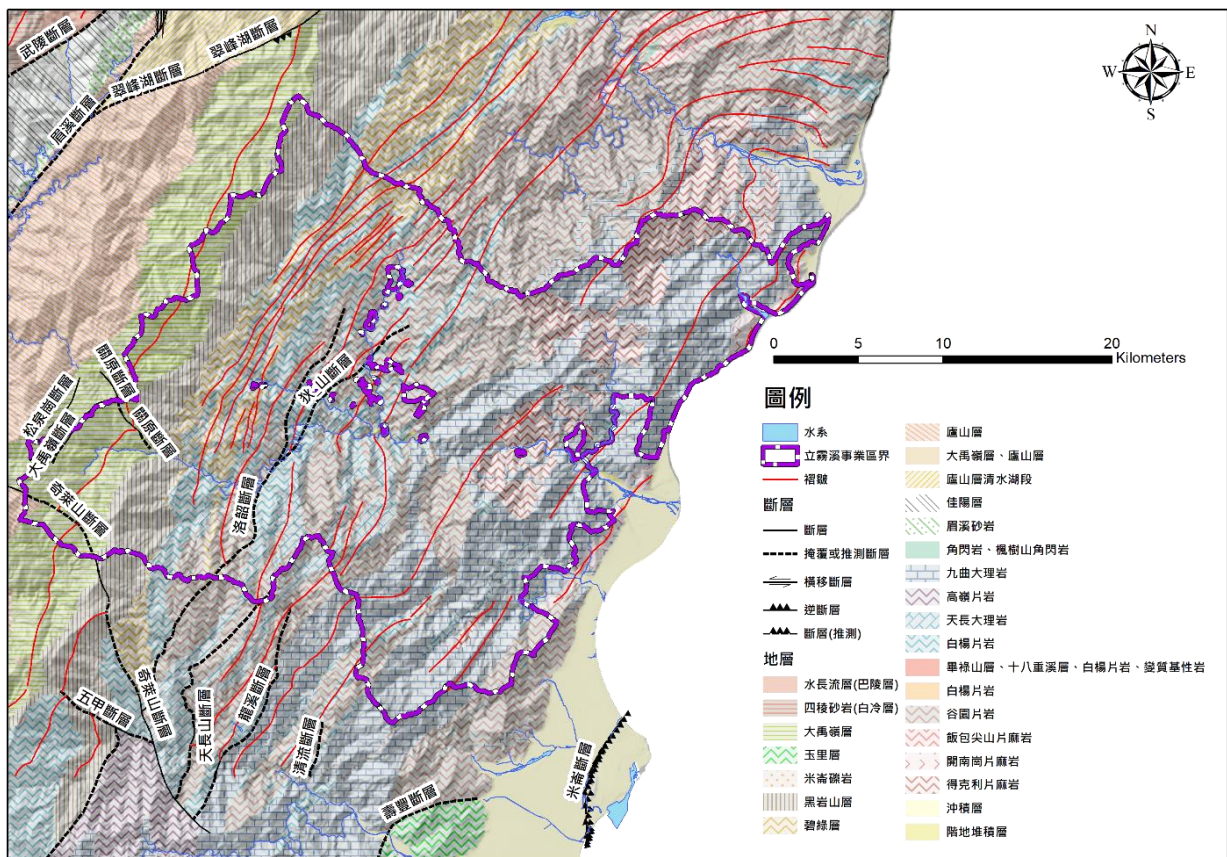 武陵斷層
翠峰湖斷層
翠峰湖斷層
眉溪斷層
N
W
E
S
關原斷層
關原斷層
松泉崗斷層
大禹嶺斷層
奇萊山斷層
洛韶斷層
山斷層
0
5
10
20
Kilometers
五甲斷層
奇萊山斷層
天長山斷層
龍溪斷層
清流斷層
壽豐斷層
米崙斷層
圖例
水系
立霧溪事業區界
褶皺
斷層
斷層
掩覆或推測斷層
橫移斷層
逆斷層
斷層(推測)
地層
水長流層(巴陵層)
四稜砂岩(白冷層)
大禹嶺層
玉里層
米崙礫岩
黑岩山層
碧綠層
廬山層
大禹嶺層、廬山層
廬山層清水湖段
佳陽層
眉溪砂岩
角閃岩、楓樹山角閃岩
九曲大理岩
高嶺片岩
天長大理岩
白楊片岩
畢祿山層、十八重溪層、白楊片岩、變質基性岩
白楊片岩
谷園片岩
飯包尖山片麻岩
開南崗片麻岩
得克利片麻岩
沖積層
階地堆積層